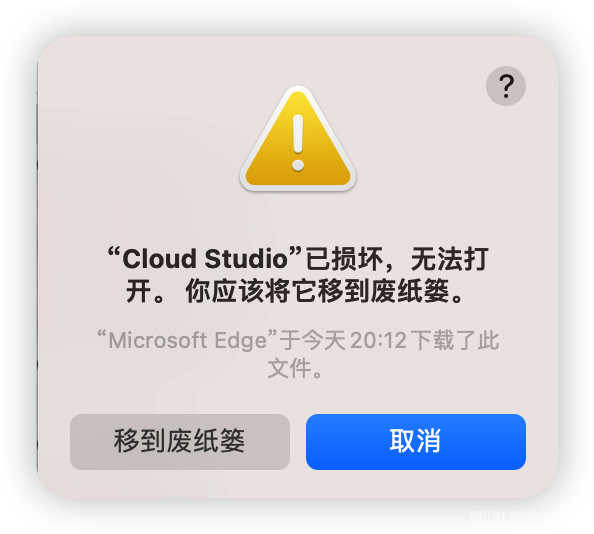 ?
“Cloud Studio”已损坏，无法打
开。 你应该将它移到废纸篓。
“Microsoft Edge”于今天 20:12 下载了此
文件。
移到废纸篓 取消